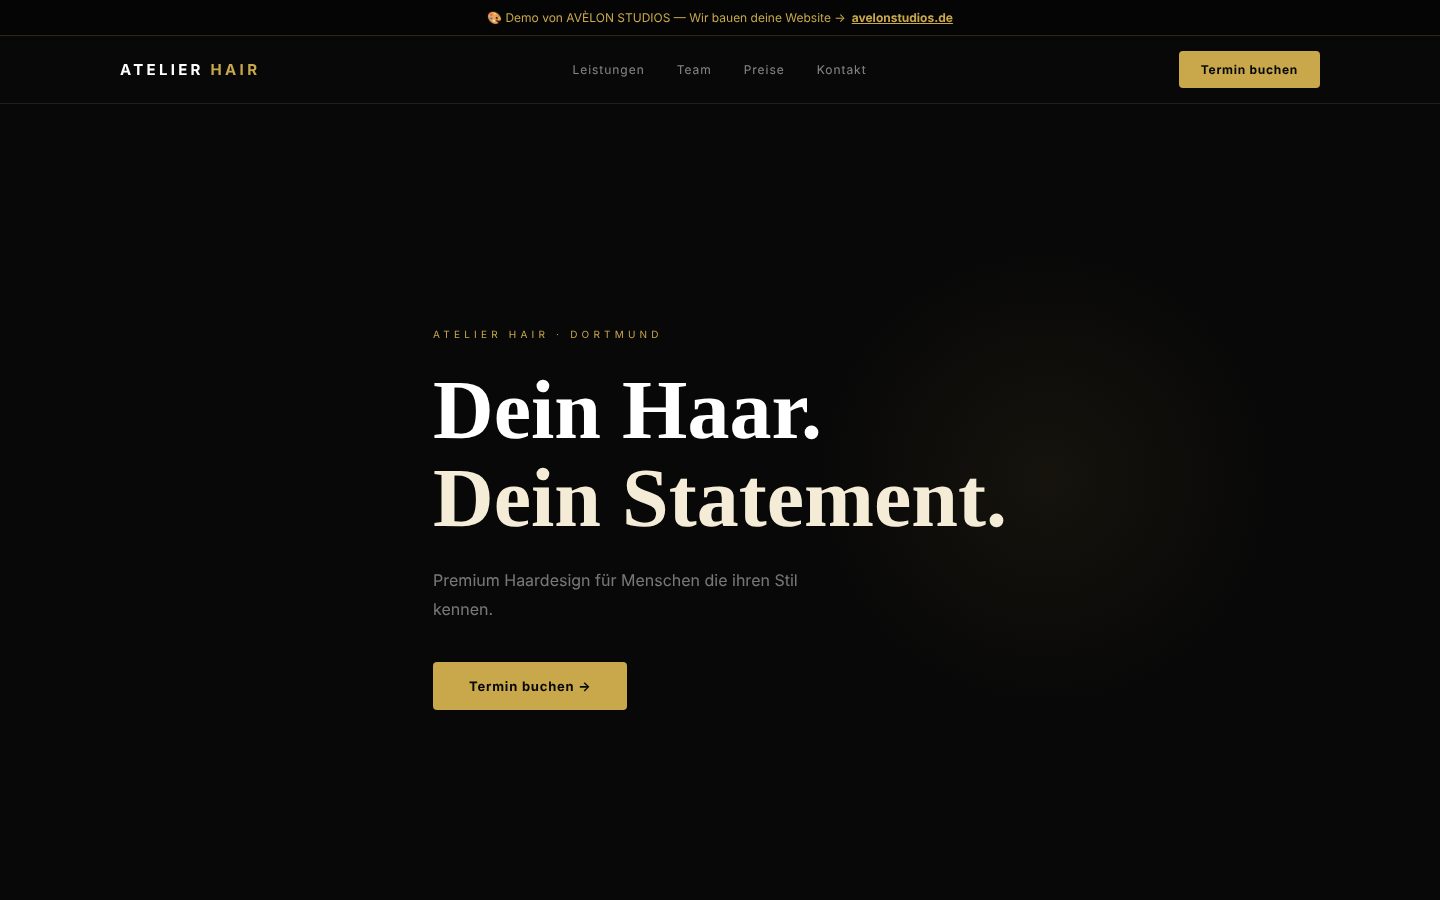 🎨 Demo von AVÈLON STUDIOS — Wir bauen deine Website → avelonstudios.de
ATELIER HAIR
Leistungen
Team
Preise
Kontakt
Termin buchen
ATELIER HAIR · DORTMUND
Dein Haar.
Dein Statement.
Premium Haardesign für Menschen die ihren Stil
kennen.
Termin buchen →